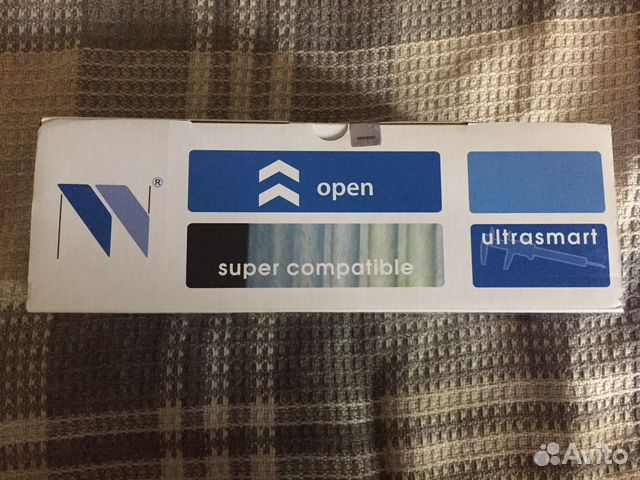 ®
open
super compatible
ultrasmart
Avito